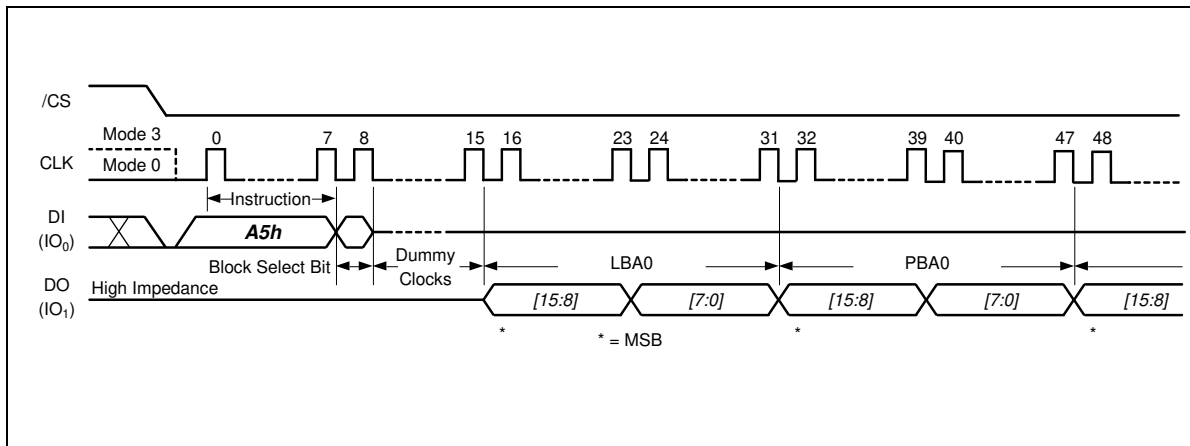 /CS
Mode 3
0 7 8 15 16 23 24 31 32 39 40 47 48
CLK
Mode 0
Instruction
DI
(IO0)
A5h
Block Select Bit
Dummy
Clocks
LBA0 PBA0
DO
(IO1)
High Impedance
[15:8] [7:0] [15:8] [7:0] [15:8]
* * = MSB * *